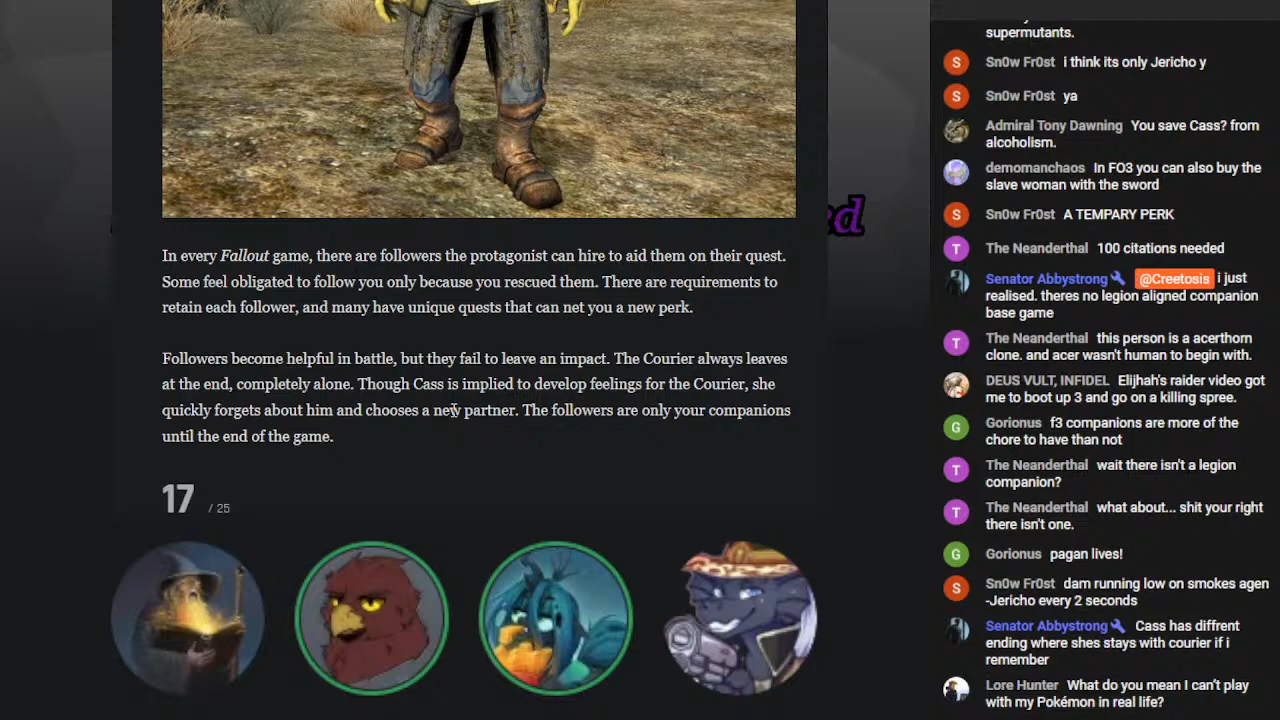 supermutants.
Sn0w Fr0st i think its only Jericho y
Sn0w Fr0st ya
Admiral Tony Dawning You save Cass? from
alcoholism.
demomanchaos In FO3 you can also buy the
slave woman with the sword
Sn0w Fr0st A TEMPARY PERK
The Neanderthal 100 citations needed
Senator Abbystrong @Creetosis i just
realised. theres no legion aligned companion
base game
The Neanderthal this person is a acerthorn
clone. and acer wasn't human to begin with.
DEUS VULT, INFIDEL Elijhah's raider video got
me to boot up 3 and go on a killing spree.
Gorionus f3 companions are more of the
chore to have than not
The Neanderthal wait there isn't a legion
companion?
The Neanderthal what about... shit your right
there isn't one.
Gorionus pagan lives!
Sn0w Fr0st dam running low on smokes agen
-Jericho every 2 seconds
Senator Abbystrong Cass has diffrent
ending where shes stays with courier if i
remember
Lore Hunter What do you mean I can't play
with my Pokémon in real life?
ed
In every Fallout game, there are followers the protagonist can hire to aid them on their quest.
Some feel obligated to follow you only because you rescued them. There are requirements to
retain each follower, and many have unique quests that can net you a new perk.
Followers become helpful in battle, but they fail to leave an impact. The Courier always leaves
at the end, completely alone. Though Cass is implied to develop feelings for the Courier, she
quickly forgets about him and chooses a new partner. The followers are only your companions
until the end of the game.
17 / 25